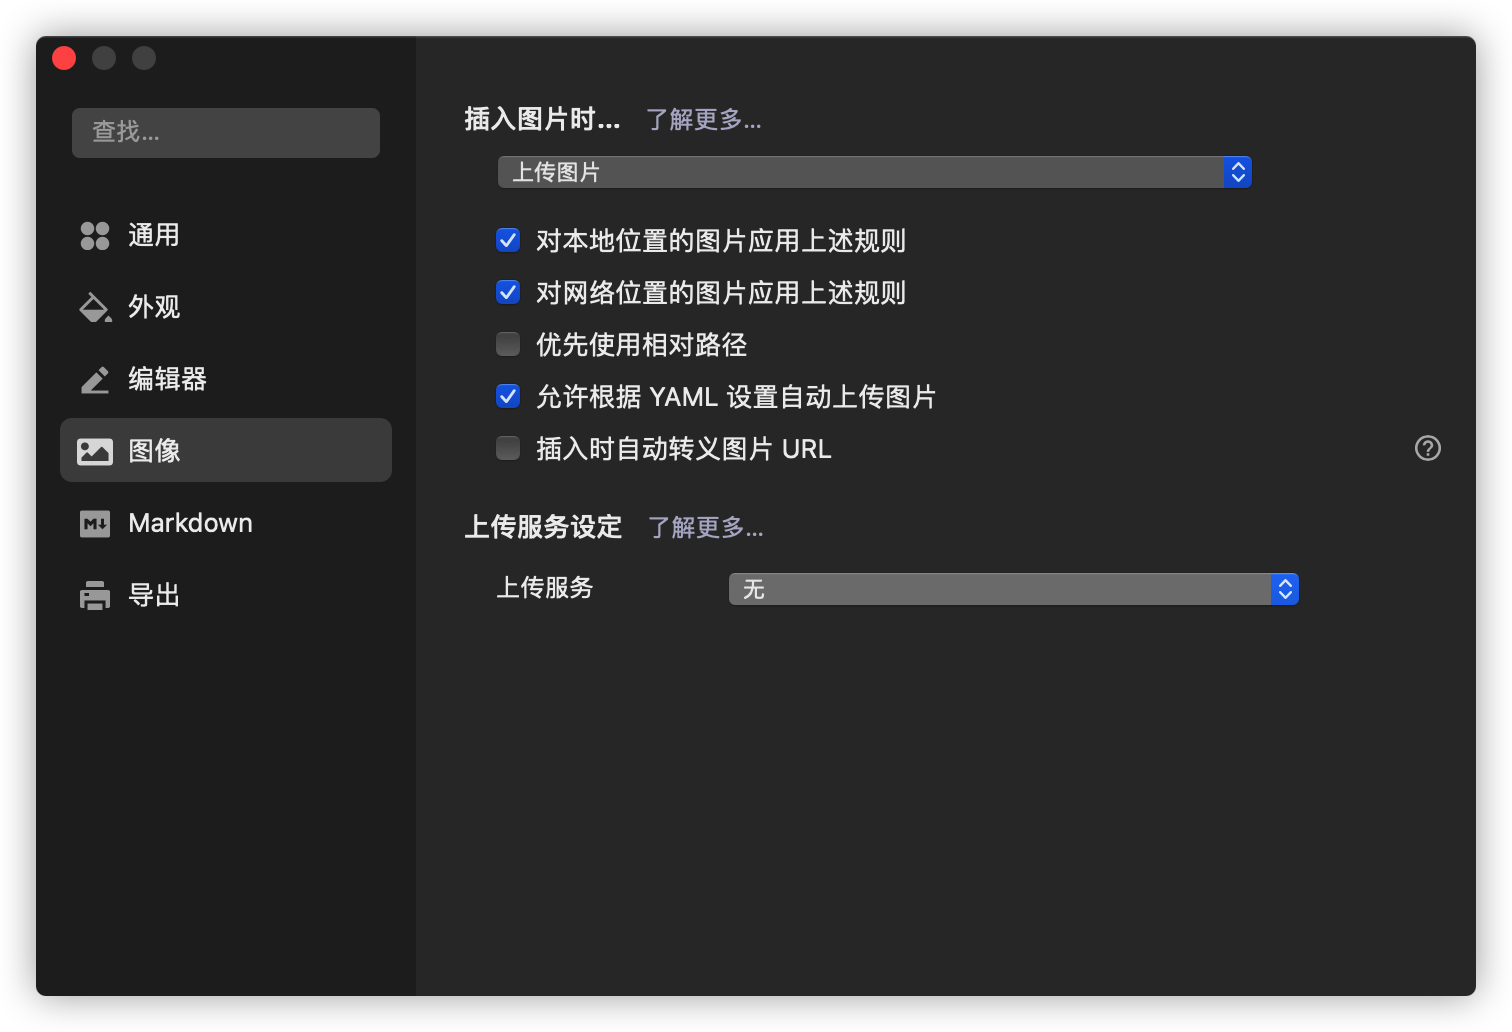 查找...
通用
外观
编辑器
图像
Markdown
导出
插入图片时... 了解更多...
上传图片
对本地位置的图片应用上述规则
对网络位置的图片应用上述规则
优先使用相对路径
允许根据 YAML 设置自动上传图片
插入时自动转义图片 URL
上传服务设定 了解更多...
上传服务 无